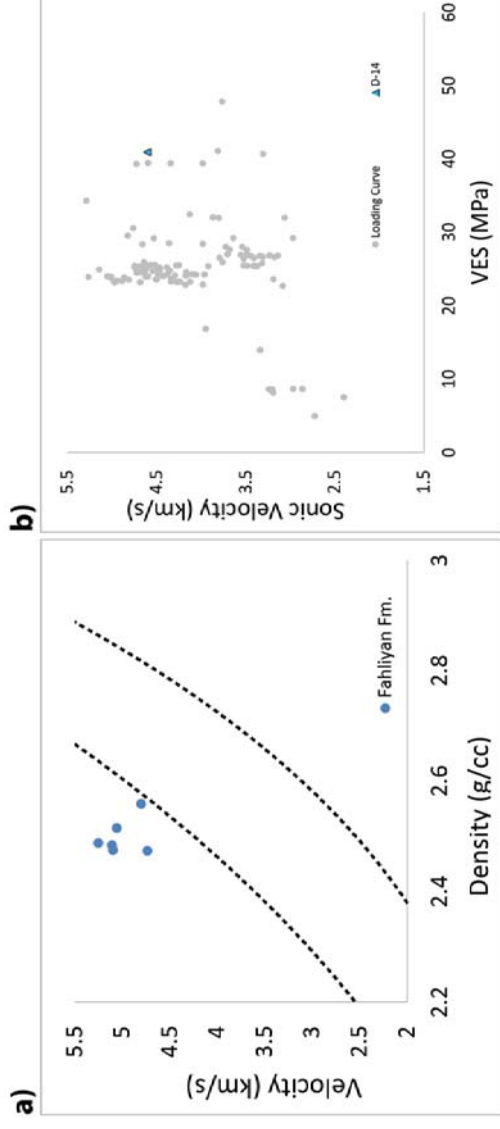 a)
5.5
5
4.5
4
3.5
3
2.5
2
Velocity (km/s)
2.2
2.4
2.6
2.8
3
Density (g/cc)
Fahliyan Fm.
b)
5.5
4.5
3.5
2.5
1.5
Sonic Velocity (km/s)
0
10
20
30
40
50
60
VES (MPa)
Loading Curve
D-14